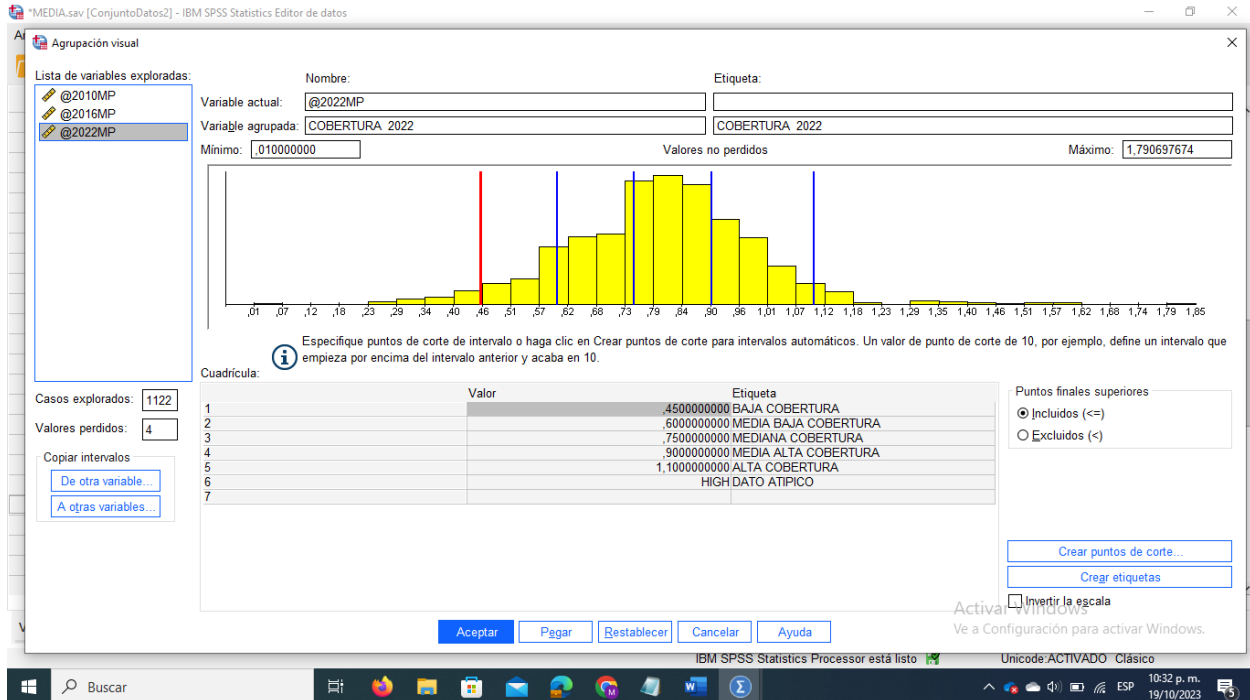 *MEDIA.sav [ConjuntoDatos2] - IBM SPSS Statistics Editor de datos
Agrupación visual
Lista de variables exploradas:
@2010MP
@2016MP
@2022MP
Nombre: Etiqueta:
Variable actual: @2022MP
Variable agrupada: COBERTURA 2022 COBERTURA 2022
Mínimo: ,010000000 Valores no perdidos Máximo: 1,790697674
,01 ,07 ,12 ,18 ,23 ,29 ,34 ,40 ,46 ,51 ,57 ,62 ,68 ,73 ,79 ,84 ,90 ,96 1,01 1,07 1,12 1,18 1,23 1,29 1,35 1,40 1,46 1,51 1,57 1,62 1,68 1,74 1,79 1,85
Especifique puntos de corte de intervalo o haga clic en Crear puntos de corte para intervalos automáticos. Un valor de punto de corte de 10, por ejemplo, define un intervalo que
empieza por encima del intervalo anterior y acaba en 10.
Casos explorados: 1122
Valores perdidos: 4
Copiar intervalos
De otra variable...
A otras variables...
Cuadrícula:
Valor Etiqueta
1 ,4500000000 BAJA COBERTURA
2 ,6000000000 MEDIA BAJA COBERTURA
3 ,7500000000 MEDIANA COBERTURA
4 ,9000000000 MEDIA ALTA COBERTURA
5 1,1000000000 ALTA COBERTURA
6 HIGH DATO ATIPICO
7
Puntos finales superiores
Incluidos (<=)
Excluidos (<)
Crear puntos de corte...
Crear etiquetas
Invertir la escala
Activar Windows
Ve a Configuración para activar Windows.
Aceptar Pegar Restablecer Cancelar Ayuda
IBM SPSS Statistics Processor está listo Unicode:ACTIVADO Clásico
Buscar
ESP
10:32 p. m.
19/10/2023